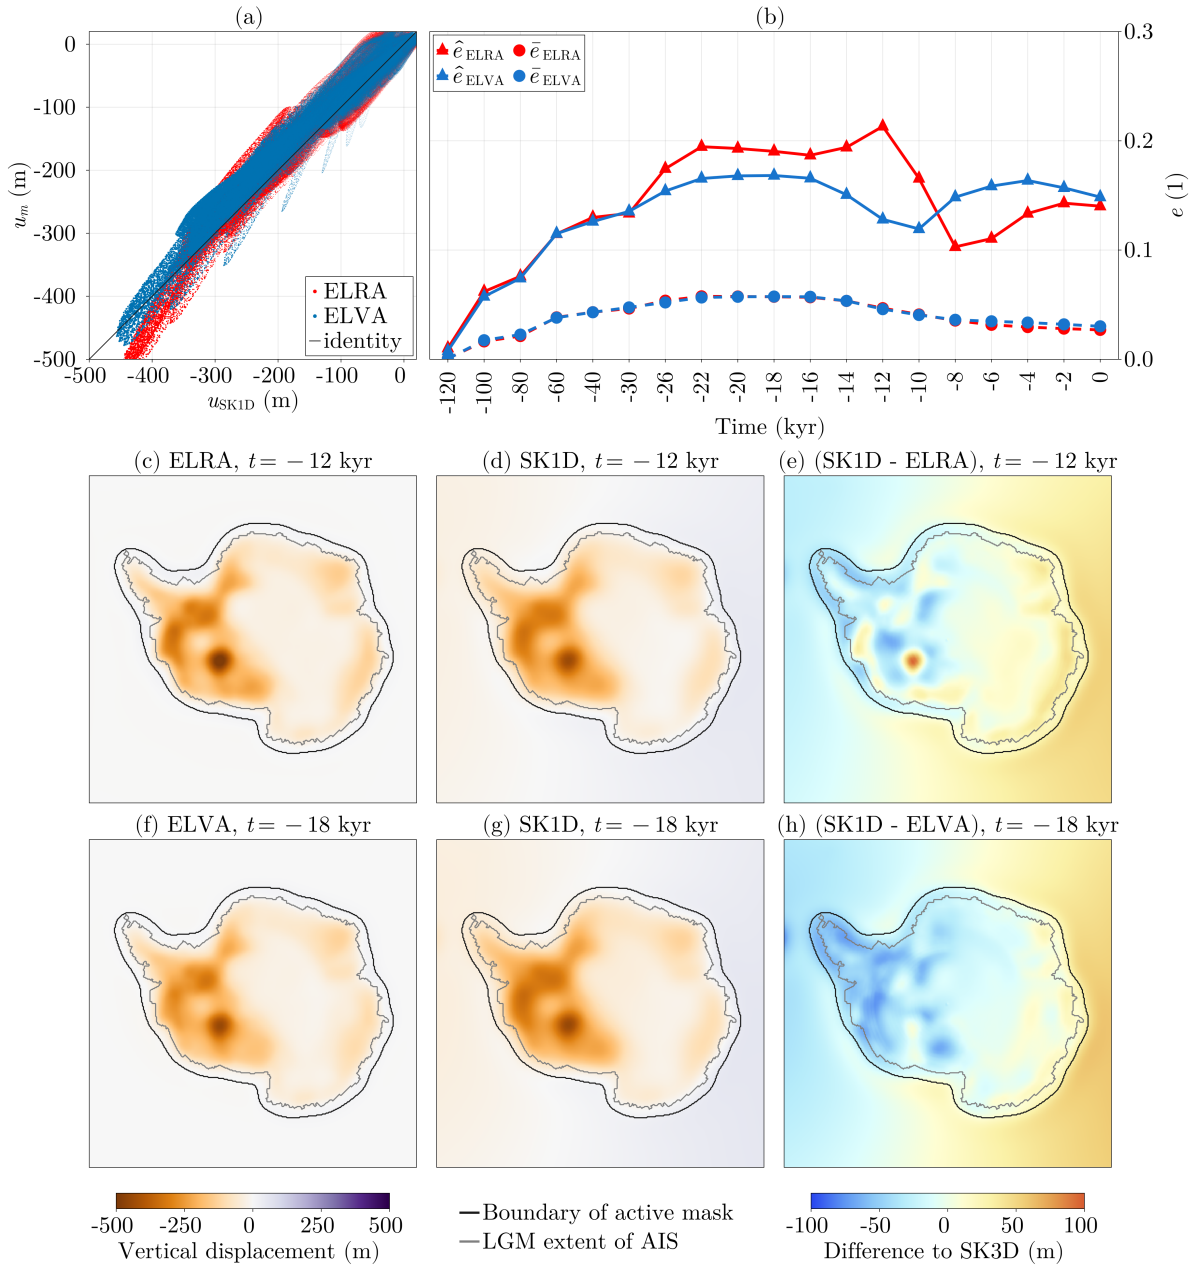 (a)
(b)
0
-100
-200
-300
-400
-500
u_m (m)
-500 -400 -300 -200 -100 0
u_SK1D (m)
ELRA
ELVA
identity
ê_ELRA ē_ELRA
ê_ELVA ē_ELVA
0.3
0.2
0.1
0.0
e (1)
-120 -100 -80 -60 -40 -30 -26 -22 -20 -18 -16 -14 -12 -10 -8 -6 -4 -2 0
Time (kyr)
(c) ELRA, t = − 12 kyr
(d) SK1D, t = − 12 kyr
(e) (SK1D - ELRA), t = − 12 kyr
(f) ELVA, t = − 18 kyr
(g) SK1D, t = − 18 kyr
(h) (SK1D - ELVA), t = − 18 kyr
-500 -250 0 250 500
Vertical displacement (m)
Boundary of active mask
LGM extent of AIS
-100 -50 0 50 100
Difference to SK3D (m)